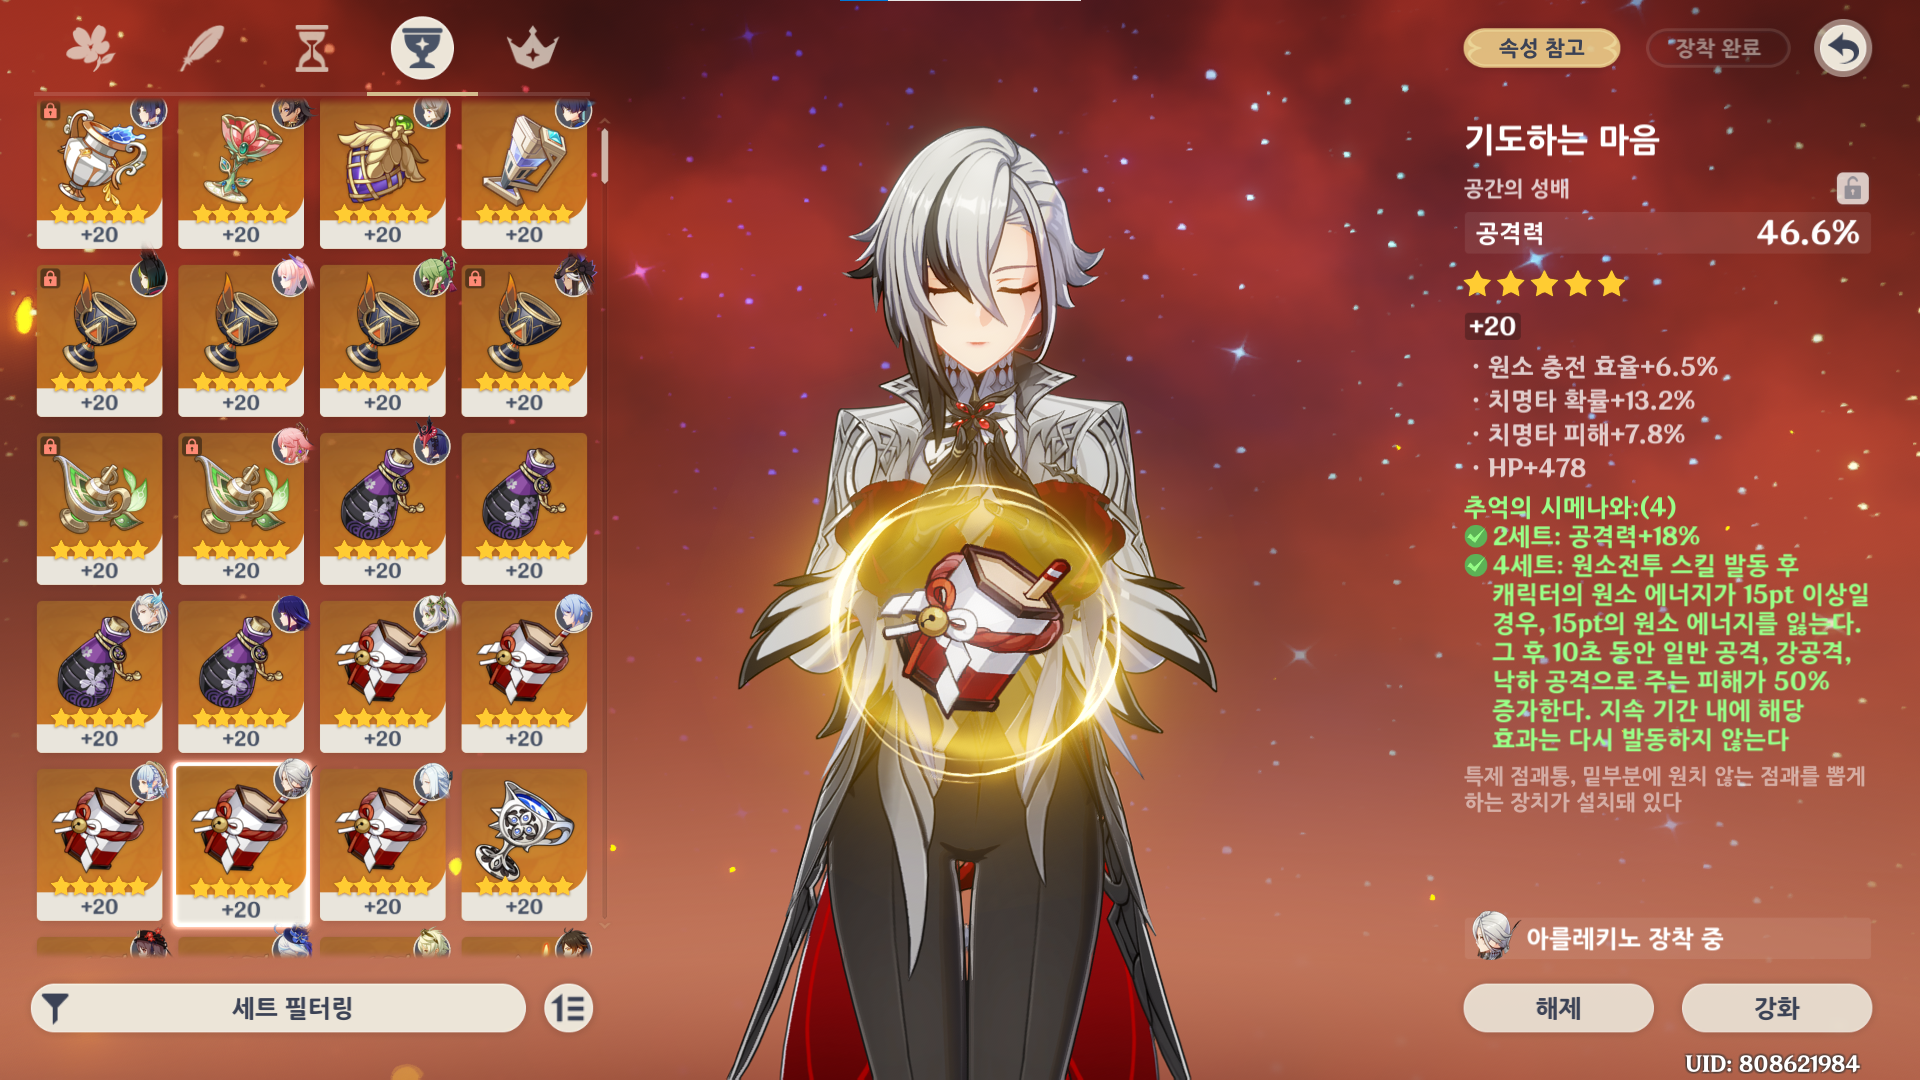 속성 참고
장착 완료
기도하는 마음
공간의 성배
공격력 46.6%
+20
· 원소 충전 효율+6.5%
· 치명타 확률+13.2%
· 치명타 피해+7.8%
· HP+478
추억의 시메나와:(4)
2세트: 공격력+18%
4세트: 원소전투 스킬 발동 후
캐릭터의 원소 에너지가 15pt 이상일
경우, 15pt의 원소 에너지를 잃는다.
그 후 10초 동안 일반 공격, 강공격,
낙하 공격으로 주는 피해가 50%
증가한다. 지속 기간 내에 해당
효과는 다시 발동하지 않는다
특제 점괘통, 밑부분에 원치 않는 점괘를 뽑게
하는 장치가 설치돼 있다
아를레키노 장착 중
해제
강화
UID: 808621984
+20 +20 +20 +20
+20 +20 +20 +20
+20 +20 +20 +20
+20 +20 +20 +20
+20 +20 +20 +20
세트 필터링